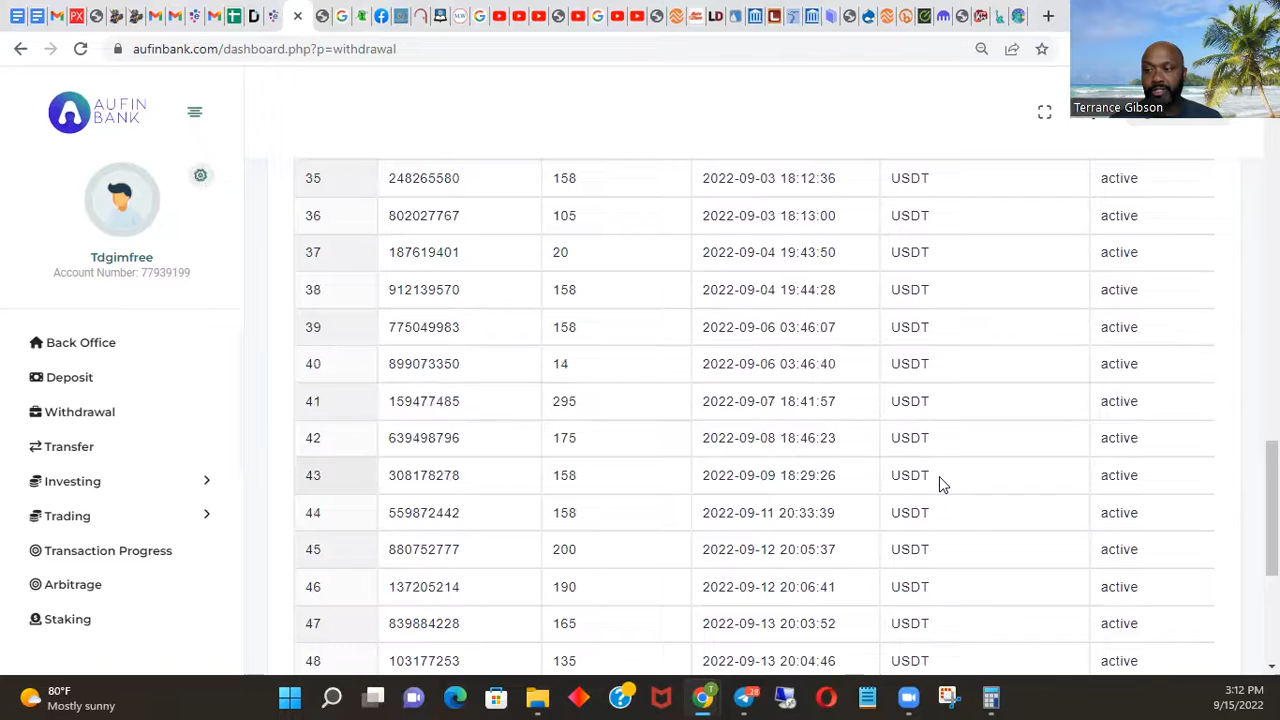 aufinbank.com/dashboard.php?p=withdrawal
Terrance Gibson
AUFIN
BANK
Tdgimfree
Account Number: 77939199
Back Office
Deposit
Withdrawal
Transfer
Investing
Trading
Transaction Progress
Arbitrage
Staking
35 248265580 158 2022-09-03 18:12:36 USDT active
36 802027767 105 2022-09-03 18:13:00 USDT active
37 187619401 20 2022-09-04 19:43:50 USDT active
38 912139570 158 2022-09-04 19:44:28 USDT active
39 775049983 158 2022-09-06 03:46:07 USDT active
40 899073350 14 2022-09-06 03:46:40 USDT active
41 159477485 295 2022-09-07 18:41:57 USDT active
42 639498796 175 2022-09-08 18:46:23 USDT active
43 308178278 158 2022-09-09 18:29:26 USDT active
44 559872442 158 2022-09-11 20:33:39 USDT active
45 880752777 200 2022-09-12 20:05:37 USDT active
46 137205214 190 2022-09-12 20:06:41 USDT active
47 839884228 165 2022-09-13 20:03:52 USDT active
48 103177253 135 2022-09-13 20:04:46 USDT active
80°F
Mostly sunny
28
3:12 PM
9/15/2022